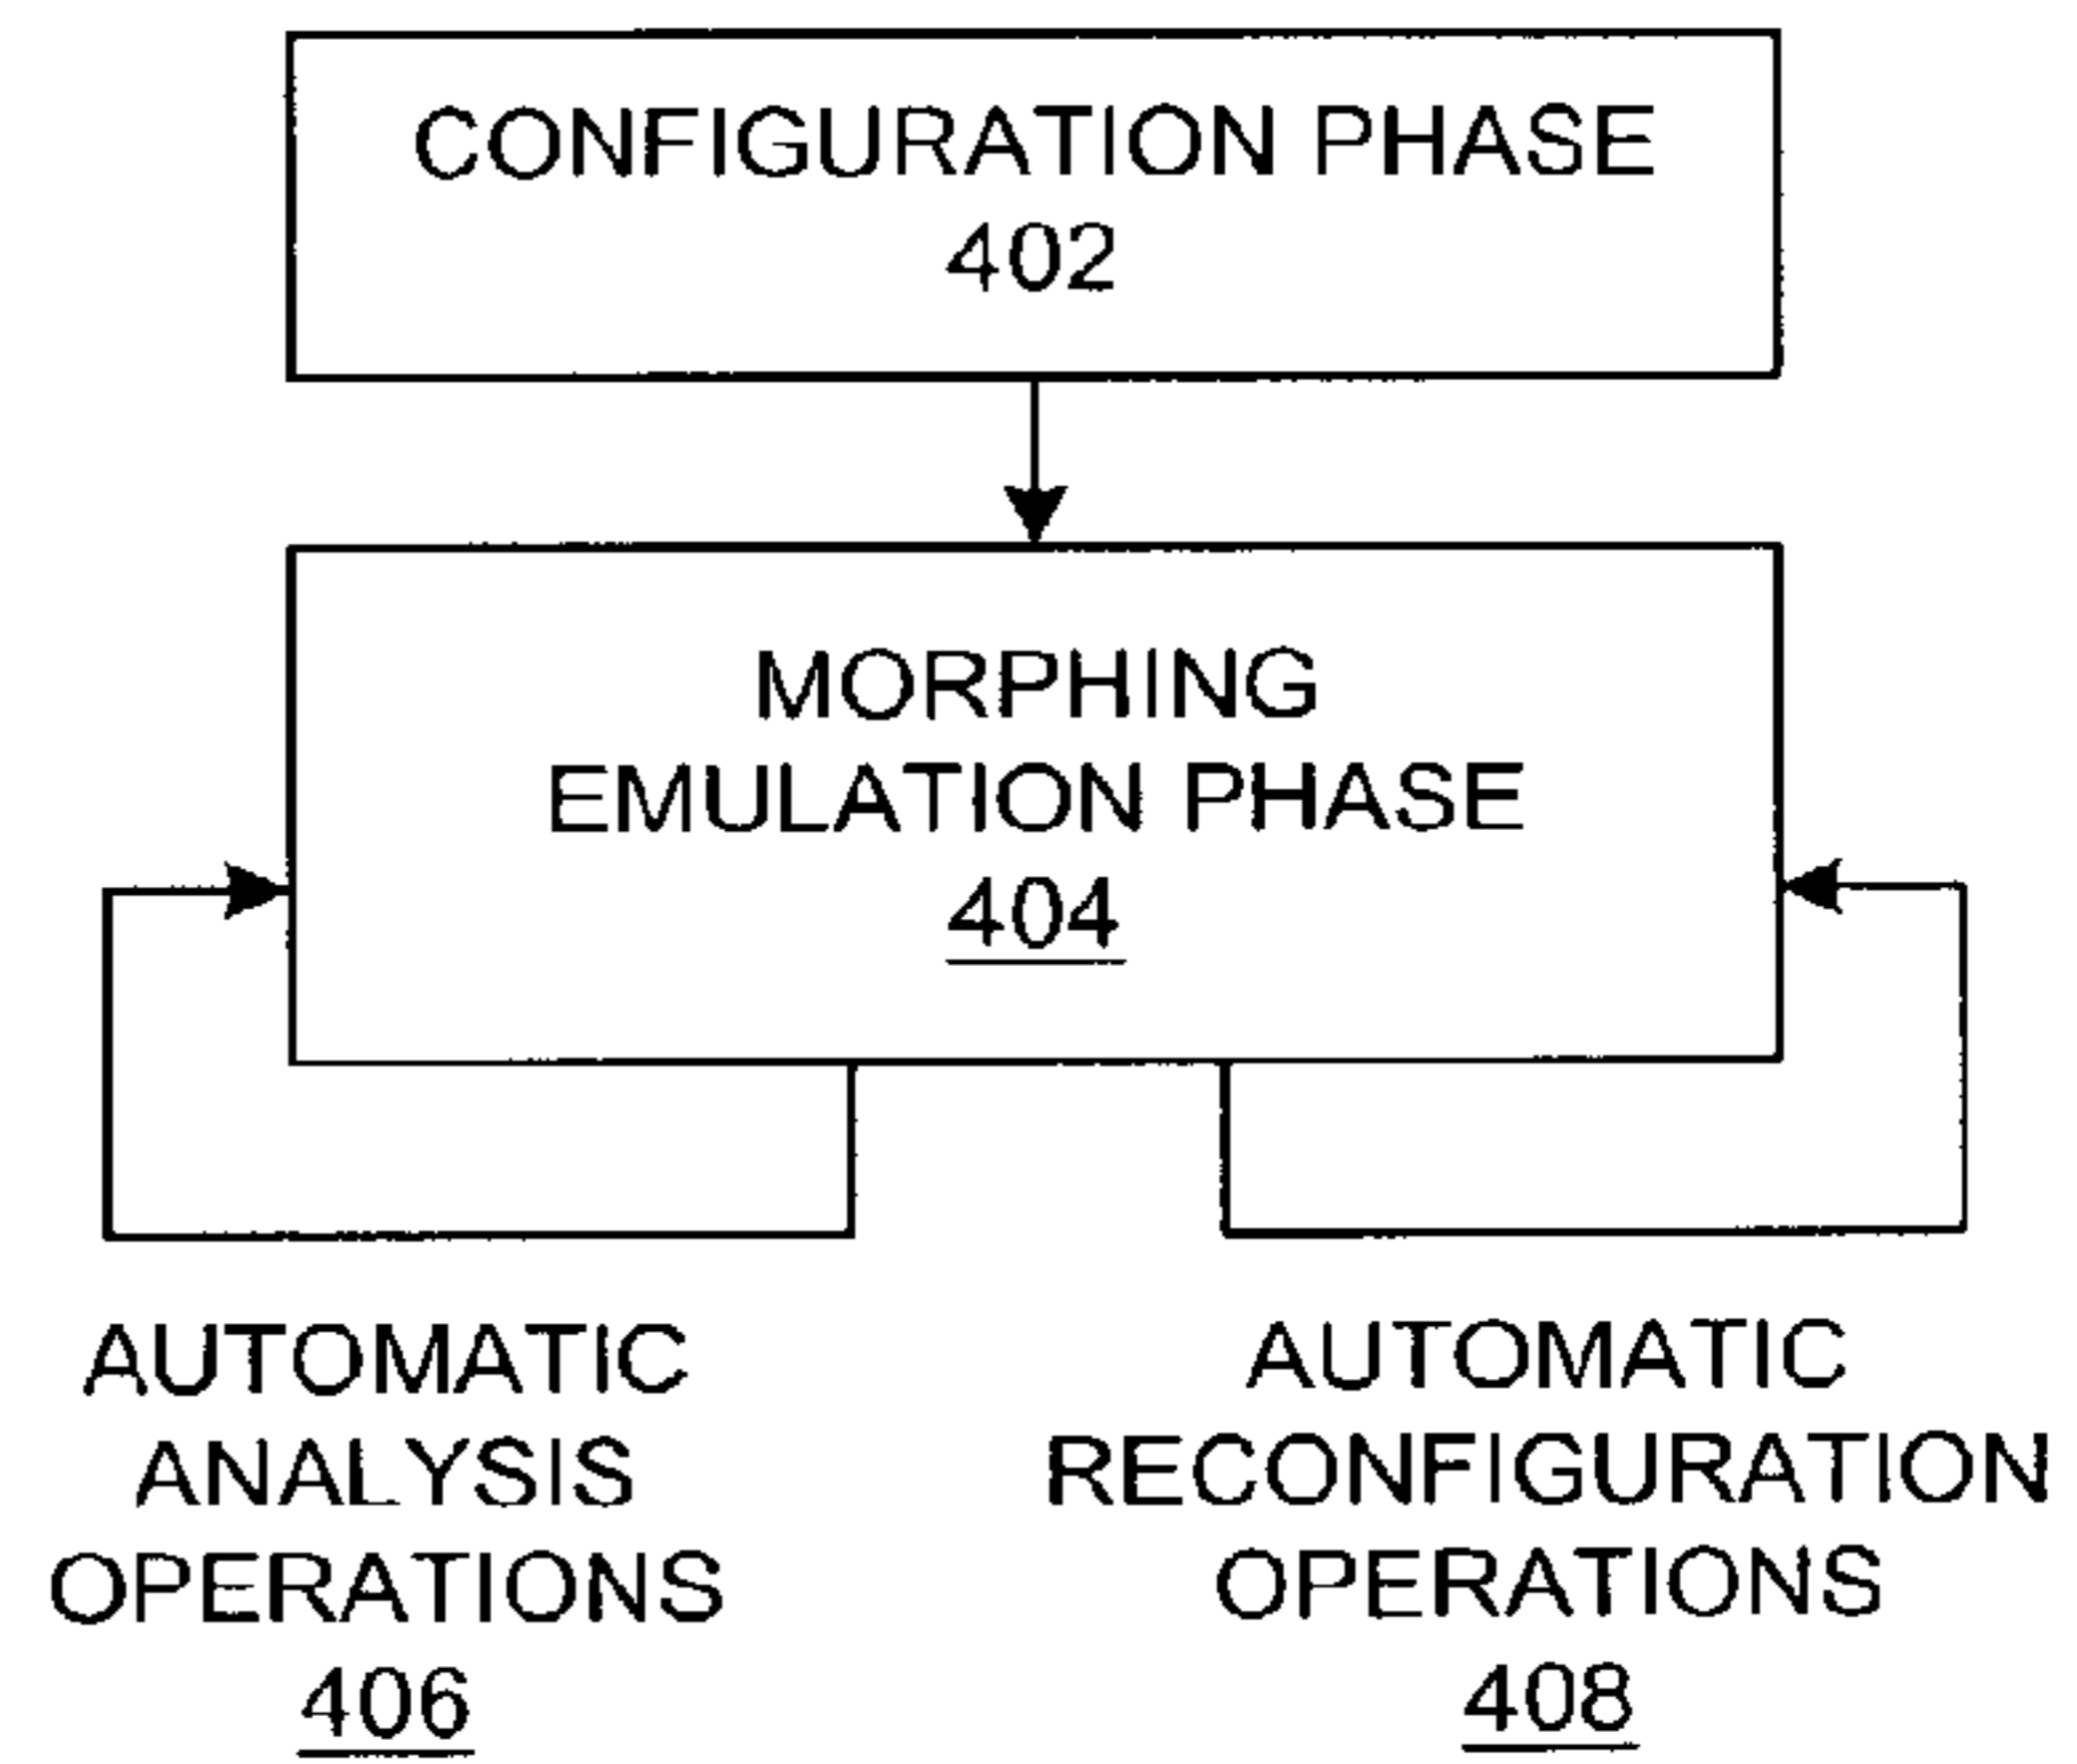 CONFIGURATION PHASE
402
MORPHING
EMULATION PHASE
404
AUTOMATIC
ANALYSIS
OPERATIONS
406
AUTOMATIC
RECONFIGURATION
OPERATIONS
408